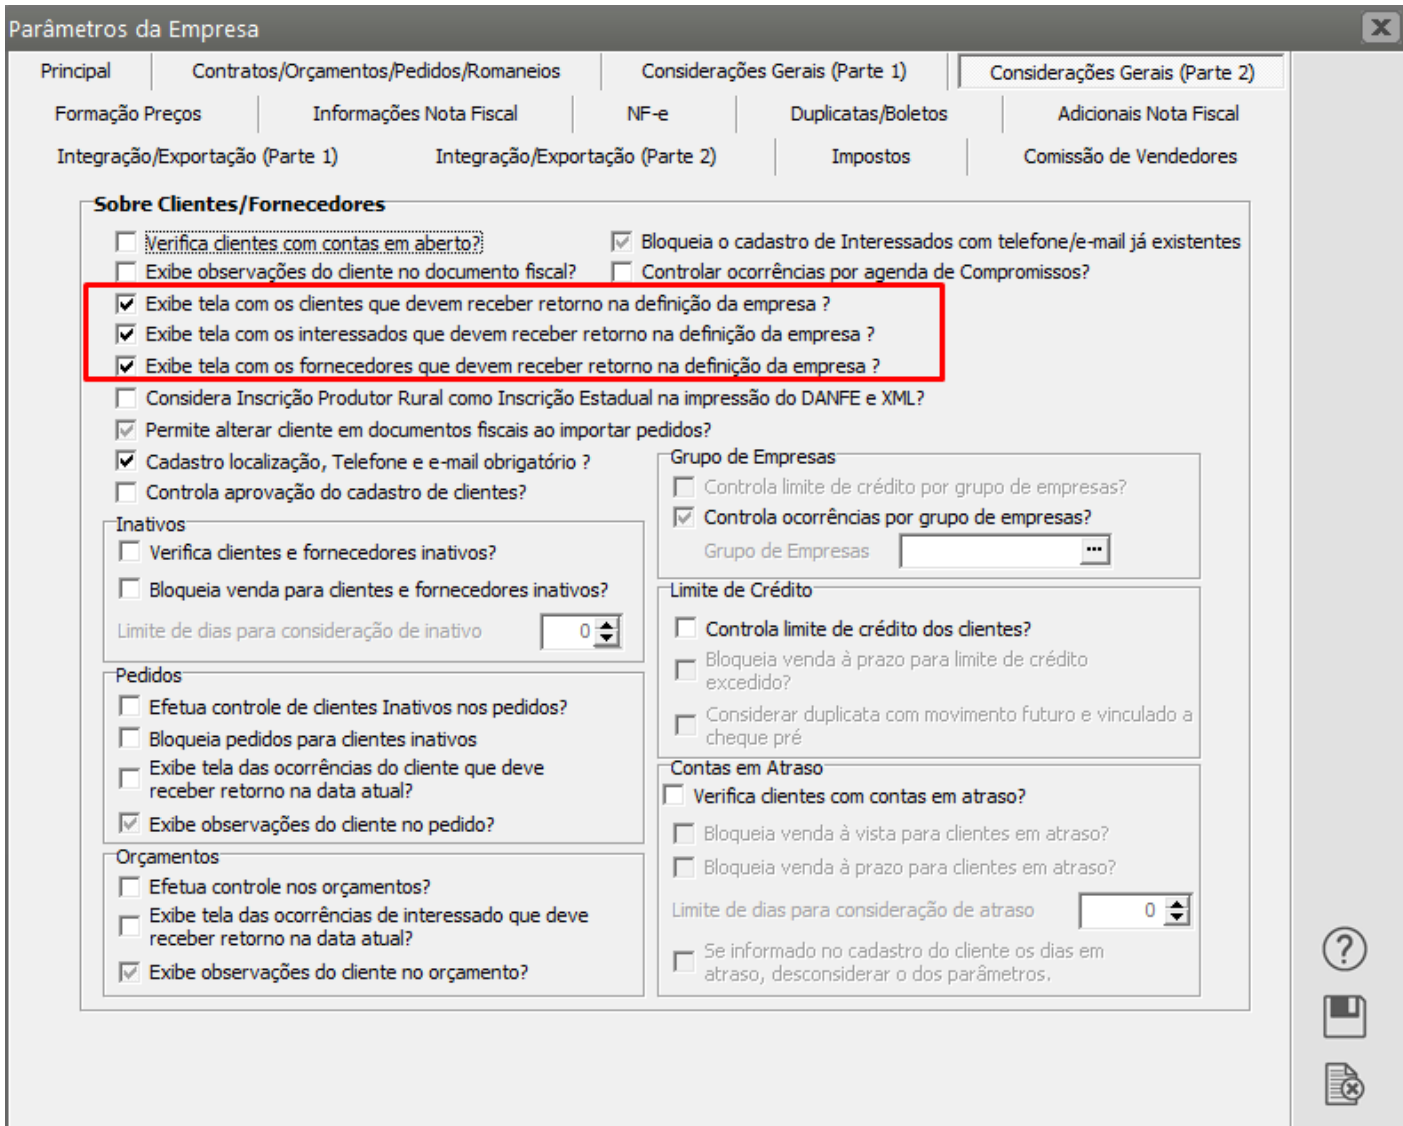 Parâmetros da Empresa
Principal Contratos/Orçamentos/Pedidos/Romaneios Considerações Gerais (Parte 1) Considerações Gerais (Parte 2)
Formação Preços Informações Nota Fiscal NF-e Duplicatas/Boletos Adicionais Nota Fiscal
Integração/Exportação (Parte 1) Integração/Exportação (Parte 2) Impostos Comissão de Vendedores
Sobre Clientes/Fornecedores
Verifica clientes com contas em aberto? Bloqueia o cadastro de Interessados com telefone/e-mail já existentes
Exibe observações do cliente no documento fiscal? Controlar ocorrências por agenda de Compromissos?
Exibe tela com os clientes que devem receber retorno na definição da empresa ?
Exibe tela com os interessados que devem receber retorno na definição da empresa ?
Exibe tela com os fornecedores que devem receber retorno na definição da empresa ?
Considera Inscrição Produtor Rural como Inscrição Estadual na impressão do DANFE e XML?
Permite alterar cliente em documentos fiscais ao importar pedidos?
Cadastro localização, Telefone e e-mail obrigatório ?
Controla aprovação do cadastro de clientes?
Inativos
Verifica clientes e fornecedores inativos?
Bloqueia venda para clientes e fornecedores inativos?
Limite de dias para consideração de inativo 0
Pedidos
Efetua controle de clientes Inativos nos pedidos?
Bloqueia pedidos para clientes inativos
Exibe tela das ocorrências do cliente que deve
receber retorno na data atual?
Exibe observações do cliente no pedido?
Orçamentos
Efetua controle nos orçamentos?
Exibe tela das ocorrências de interessado que deve
receber retorno na data atual?
Exibe observações do cliente no orçamento?
Grupo de Empresas
Controla limite de crédito por grupo de empresas?
Controla ocorrências por grupo de empresas?
Grupo de Empresas ...
Limite de Crédito
Controla limite de crédito dos clientes?
Bloqueia venda à prazo para limite de crédito
excedido?
Considerar duplicata com movimento futuro e vinculado a
cheque pré
Contas em Atraso
Verifica clientes com contas em atraso?
Bloqueia venda à vista para clientes em atraso?
Bloqueia venda à prazo para clientes em atraso?
Limite de dias para consideração de atraso 0
Se informado no cadastro do cliente os dias em
atraso, desconsiderar o dos parâmetros.